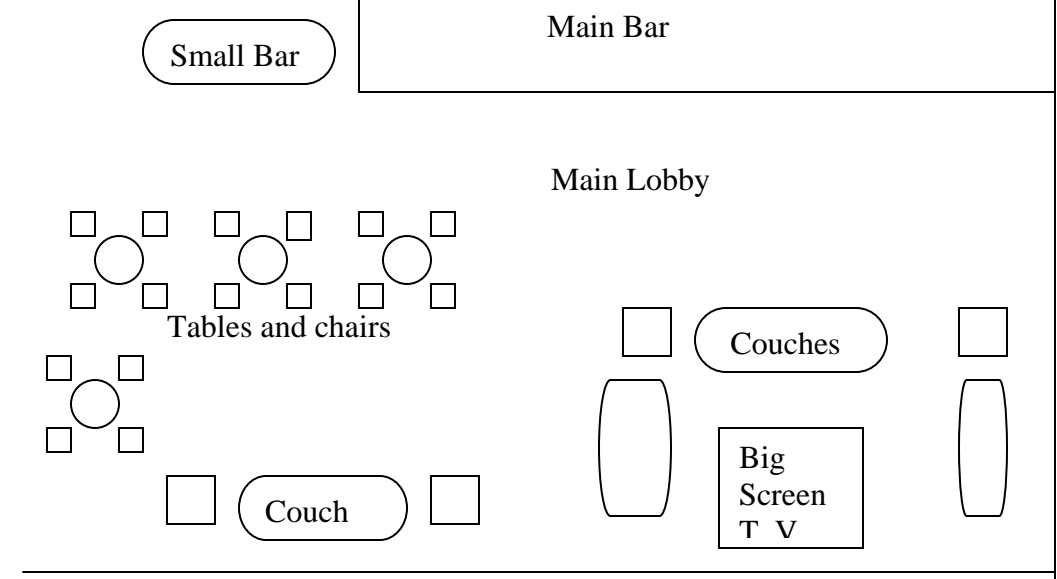 Main Bar
Small Bar
Main Lobby
Tables and chairs
Couches
Big
Screen
T V
Couch